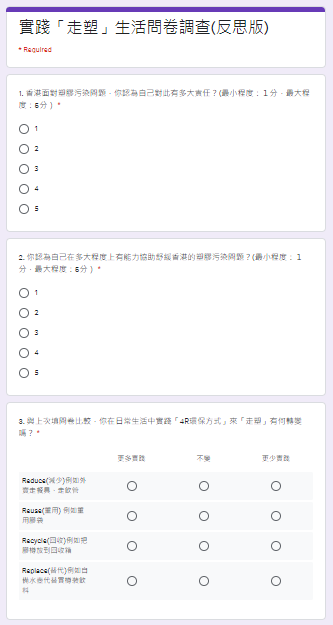 實踐「走塑」生活問卷調查(反思版)
* Required
1. 香港面對塑膠污染問題，你認為自己對此有多大責任？(最小程度：1 分，最大程
度：5分) *
1
2
3
4
5
2. 你認為自己在多大程度上有能力協助舒緩香港的塑膠污染問題？(最小程度：1
分，最大程度：5分) *
1
2
3
4
5
3. 與上次填問卷比較，你在日常生活中實踐「4R環保方式」來「走塑」有何轉變
嗎？ *
更多實踐 不變 更少實踐
Reduce(減少)例如外
賣走餐具、走飲管
Reuse(重用) 例如重
用膠袋
Recycle(回收)例如把
膠樽放到回收箱
Replace(替代)例如自
備水壺代替買樽裝飲
料